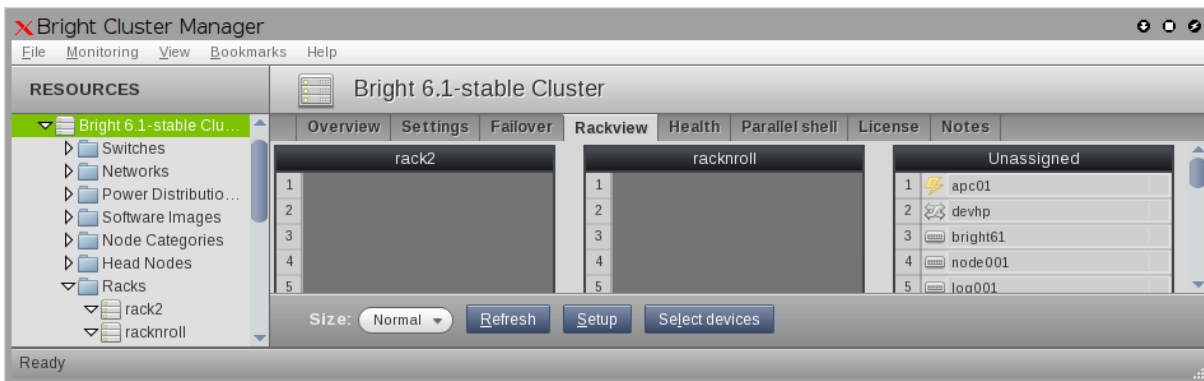 Bright Cluster Manager
File Monitoring View Bookmarks Help
RESOURCES
Bright 6.1-stable Clu...
Switches
Networks
Power Distributio...
Software Images
Node Categories
Head Nodes
Racks
rack2
racknroll
Bright 6.1-stable Cluster
Overview Settings Failover Rackview Health Parallel shell License Notes
rack2
1
2
3
4
5
racknroll
1
2
3
4
5
Unassigned
1 apc01
2 devhp
3 bright61
4 node001
5 log001
Size: Normal Refresh Setup Select devices
Ready